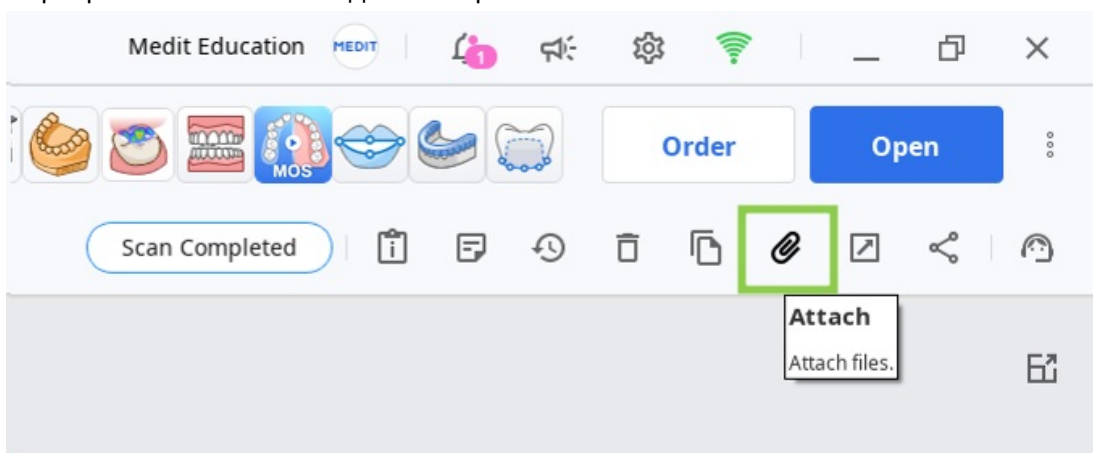 Medit Education
MEDIT
1
MOS
Order
Open
Scan Completed
Attach
Attach files.